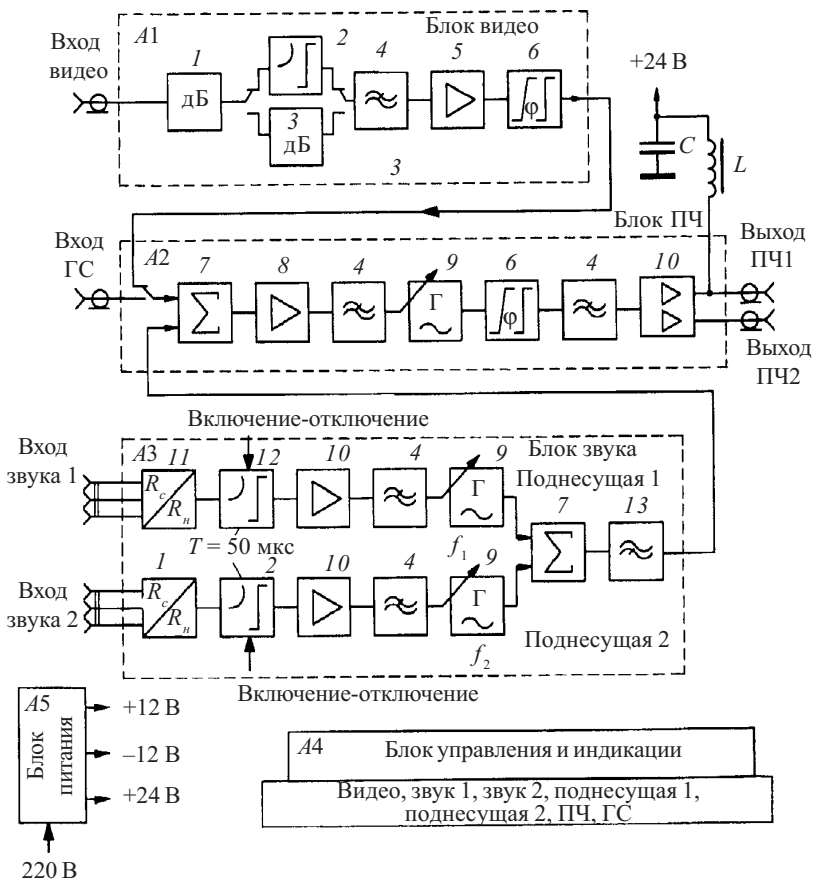 A1
Блок видео
Вход
видео
1
2
4
5
6
дБ
φ
3
дБ
3
+24 В
C
L
Блок ПЧ
Вход
ГС
A2
7
8
4
9
6
4
10
Выход
ПЧ1
Σ
Г
φ
Выход
ПЧ2
Включение-отключение
Вход
звука 1
A3
11
12
10
4
9
Блок звука
Поднесущая 1
Rс
Rн
Г
7
13
T = 50 мкс
f1
Σ
Вход
звука 2
1
2
10
4
9
Rс
Rн
Г
Поднесущая 2
f2
Включение-отключение
A5
Блок
питания
+12 В
–12 В
+24 В
220 В
A4
Блок управления и индикации
Видео, звук 1, звук 2, поднесущая 1,
поднесущая 2, ПЧ, ГС